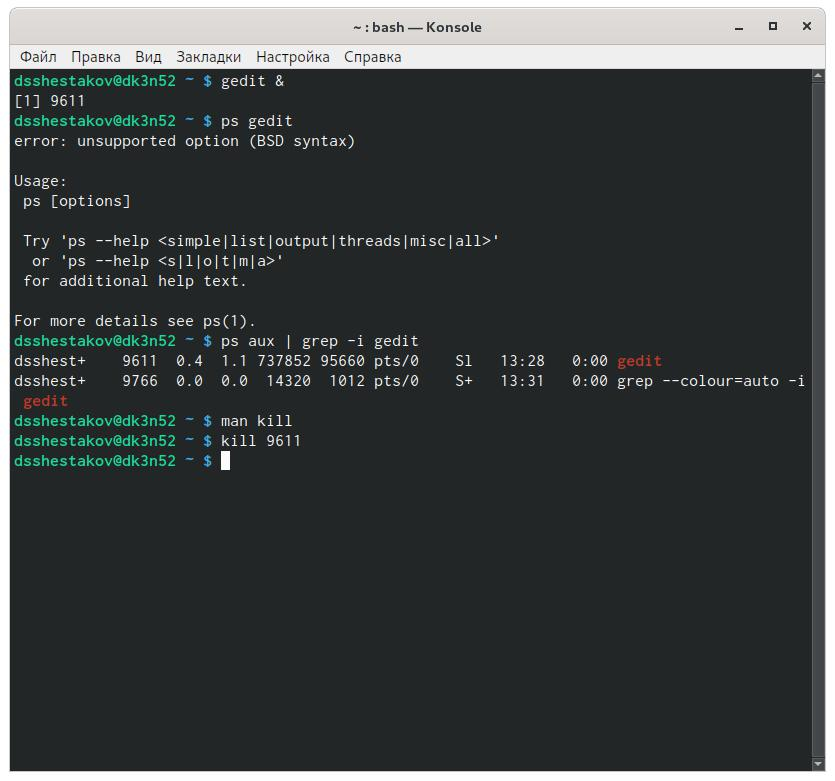 ~ : bash — Konsole
Файл Правка Вид Закладки Настройка Справка
dsshestakov@dk3n52 ~ $ gedit &
[1] 9611
dsshestakov@dk3n52 ~ $ ps gedit
error: unsupported option (BSD syntax)
Usage:
ps [options]
Try 'ps --help <simple|list|output|threads|misc|all>'
or 'ps --help <s|l|o|t|m|a>'
for additional help text.
For more details see ps(1).
dsshestakov@dk3n52 ~ $ ps aux | grep -i gedit
dsshest+    9611  0.4  1.1 737852 95660 pts/0    Sl   13:28   0:00 gedit
dsshest+    9766  0.0  0.0  14320  1012 pts/0    S+   13:31   0:00 grep --colour=auto -i
gedit
dsshestakov@dk3n52 ~ $ man kill
dsshestakov@dk3n52 ~ $ kill 9611
dsshestakov@dk3n52 ~ $